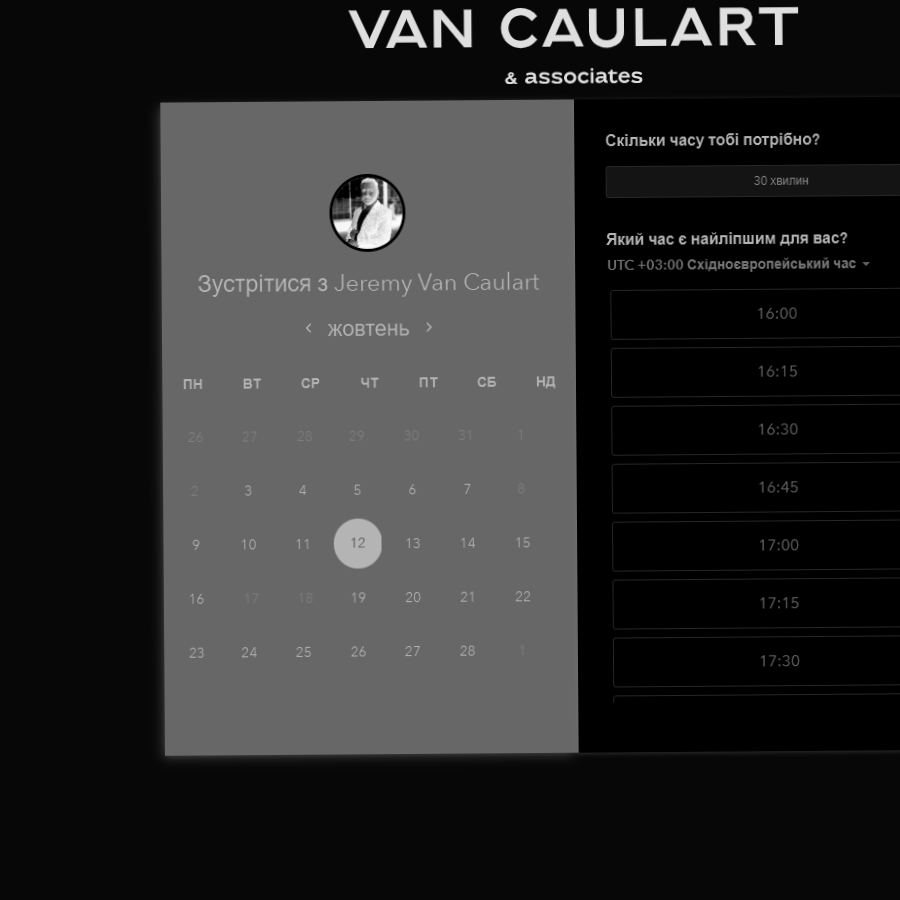 VAN CAULART
& associates
Зустрітися з Jeremy Van Caulart
жовтень
ПН ВТ СР ЧТ ПТ СБ НД
26 27 28 29 30 31 1
2 3 4 5 6 7 8
9 10 11 12 13 14 15
16 17 18 19 20 21 22
23 24 25 26 27 28 1
Скільки часу тобі потрібно?
30 хвилин
Який час є найліпшим для вас?
UTC +03:00 Східноєвропейський час
16:00
16:15
16:30
16:45
17:00
17:15
17:30